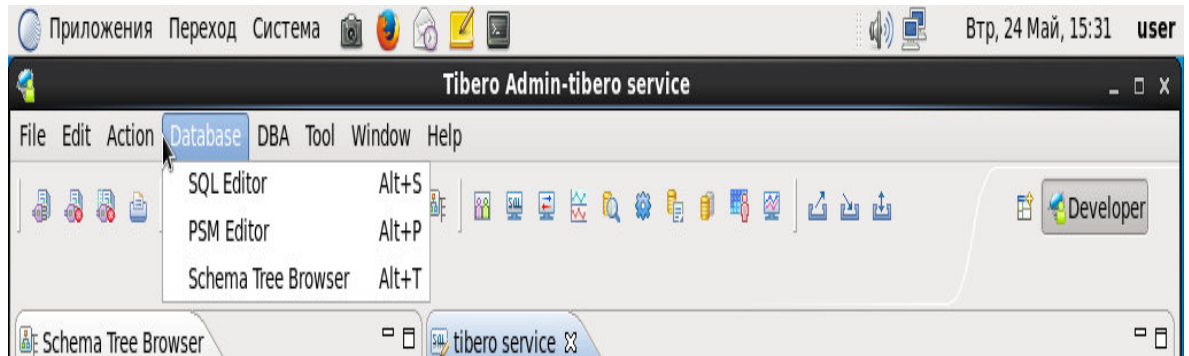 Приложения Переход Система Втр, 24 Май, 15:31 user
Tibero Admin-tibero service
File Edit Action Database DBA Tool Window Help
SQL Editor Alt+S
PSM Editor Alt+P
Schema Tree Browser Alt+T
Developer
Schema Tree Browser
tibero service